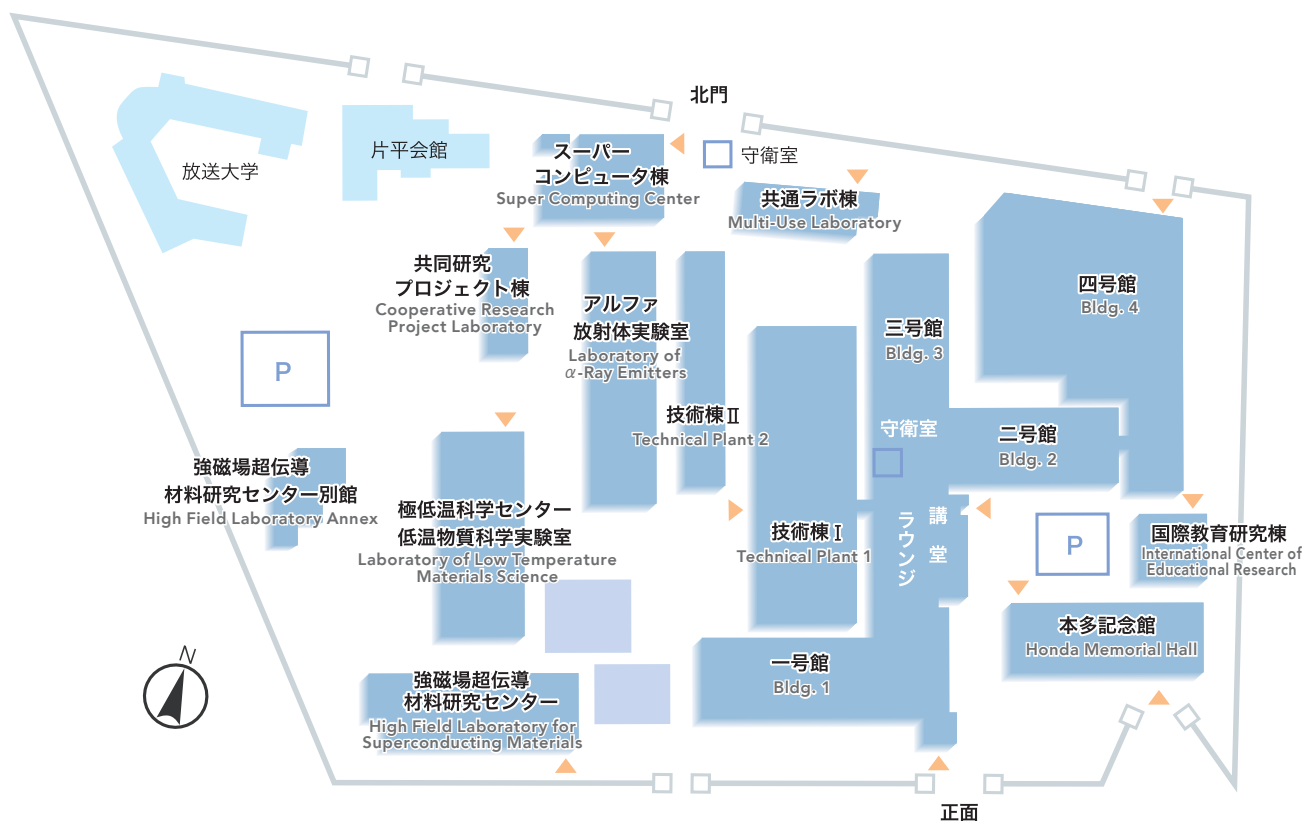 北門
放送大学
片平会館
スーパー
コンピュータ棟
Super Computing Center
守衛室
共通ラボ棟
Multi-Use Laboratory
共同研究
プロジェクト棟
Cooperative Research
Project Laboratory
アルファ
放射体実験室
Laboratory of
α-Ray Emitters
四号館
Bldg. 4
三号館
Bldg. 3
P
技術棟Ⅱ
Technical Plant 2
守衛室
二号館
Bldg. 2
強磁場超伝導
材料研究センター別館
High Field Laboratory Annex
極低温科学センター
低温物質科学実験室
Laboratory of Low Temperature
Materials Science
技術棟Ⅰ
Technical Plant 1
ラウンジ
講堂
P
国際教育研究棟
International Center of
Educational Research
本多記念館
Honda Memorial Hall
一号館
Bldg. 1
N
強磁場超伝導
材料研究センター
High Field Laboratory for
Superconducting Materials
正面